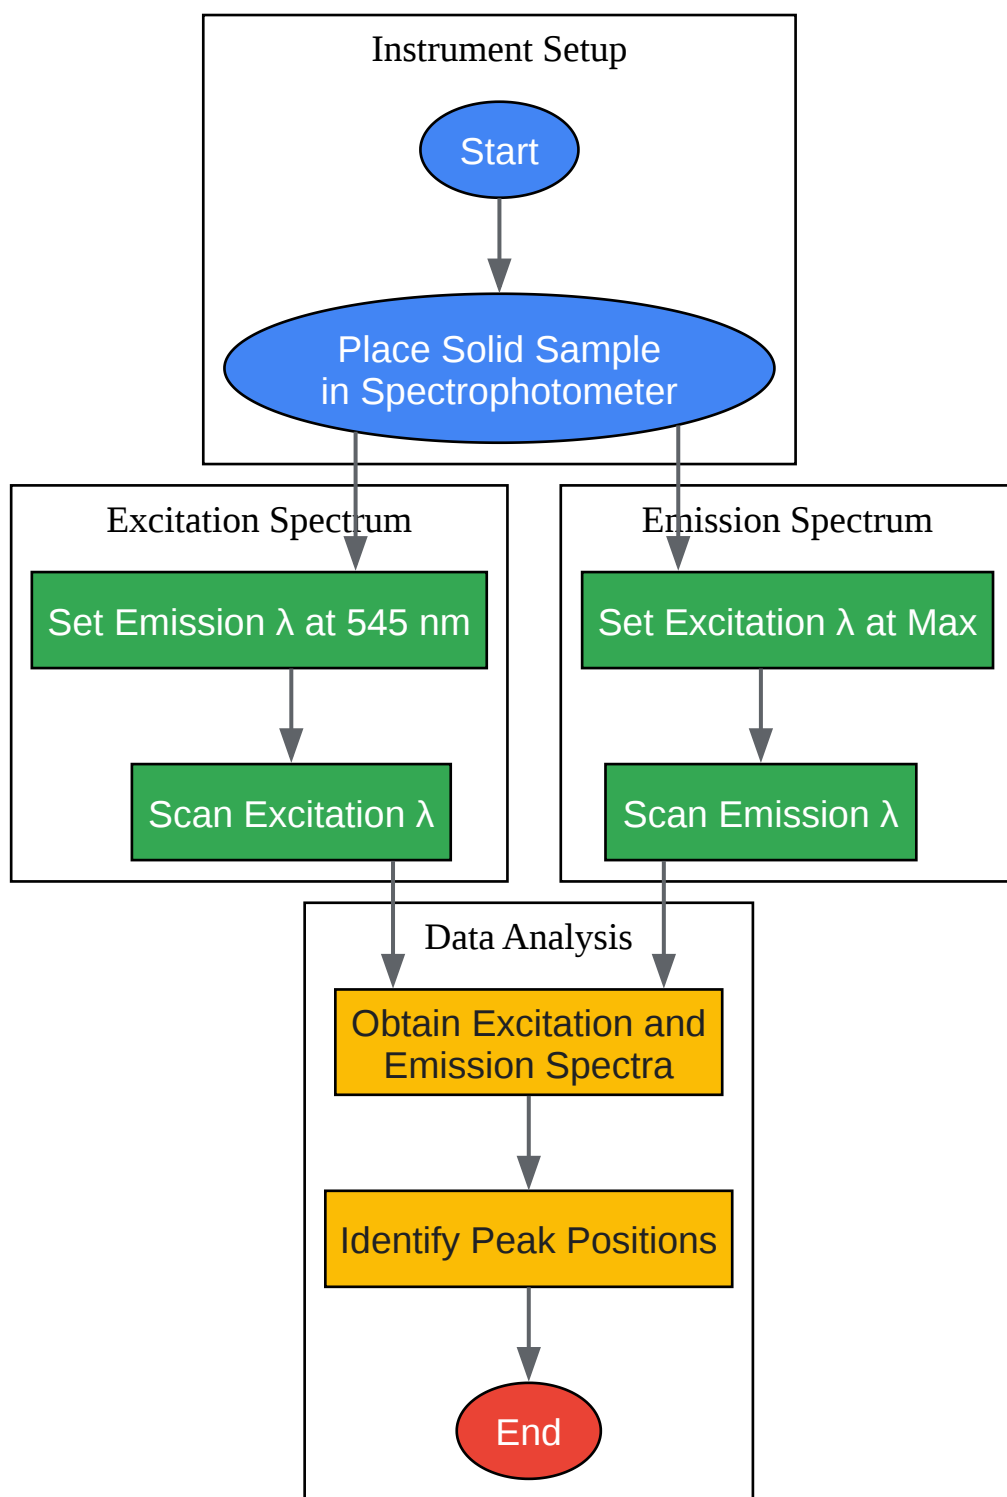 Instrument Setup
Start
Place Solid Sample
in Spectrophotometer
Excitation Spectrum
Set Emission λ at 545 nm
Scan Excitation λ
Emission Spectrum
Set Excitation λ at Max
Scan Emission λ
Data Analysis
Obtain Excitation and
Emission Spectra
Identify Peak Positions
End